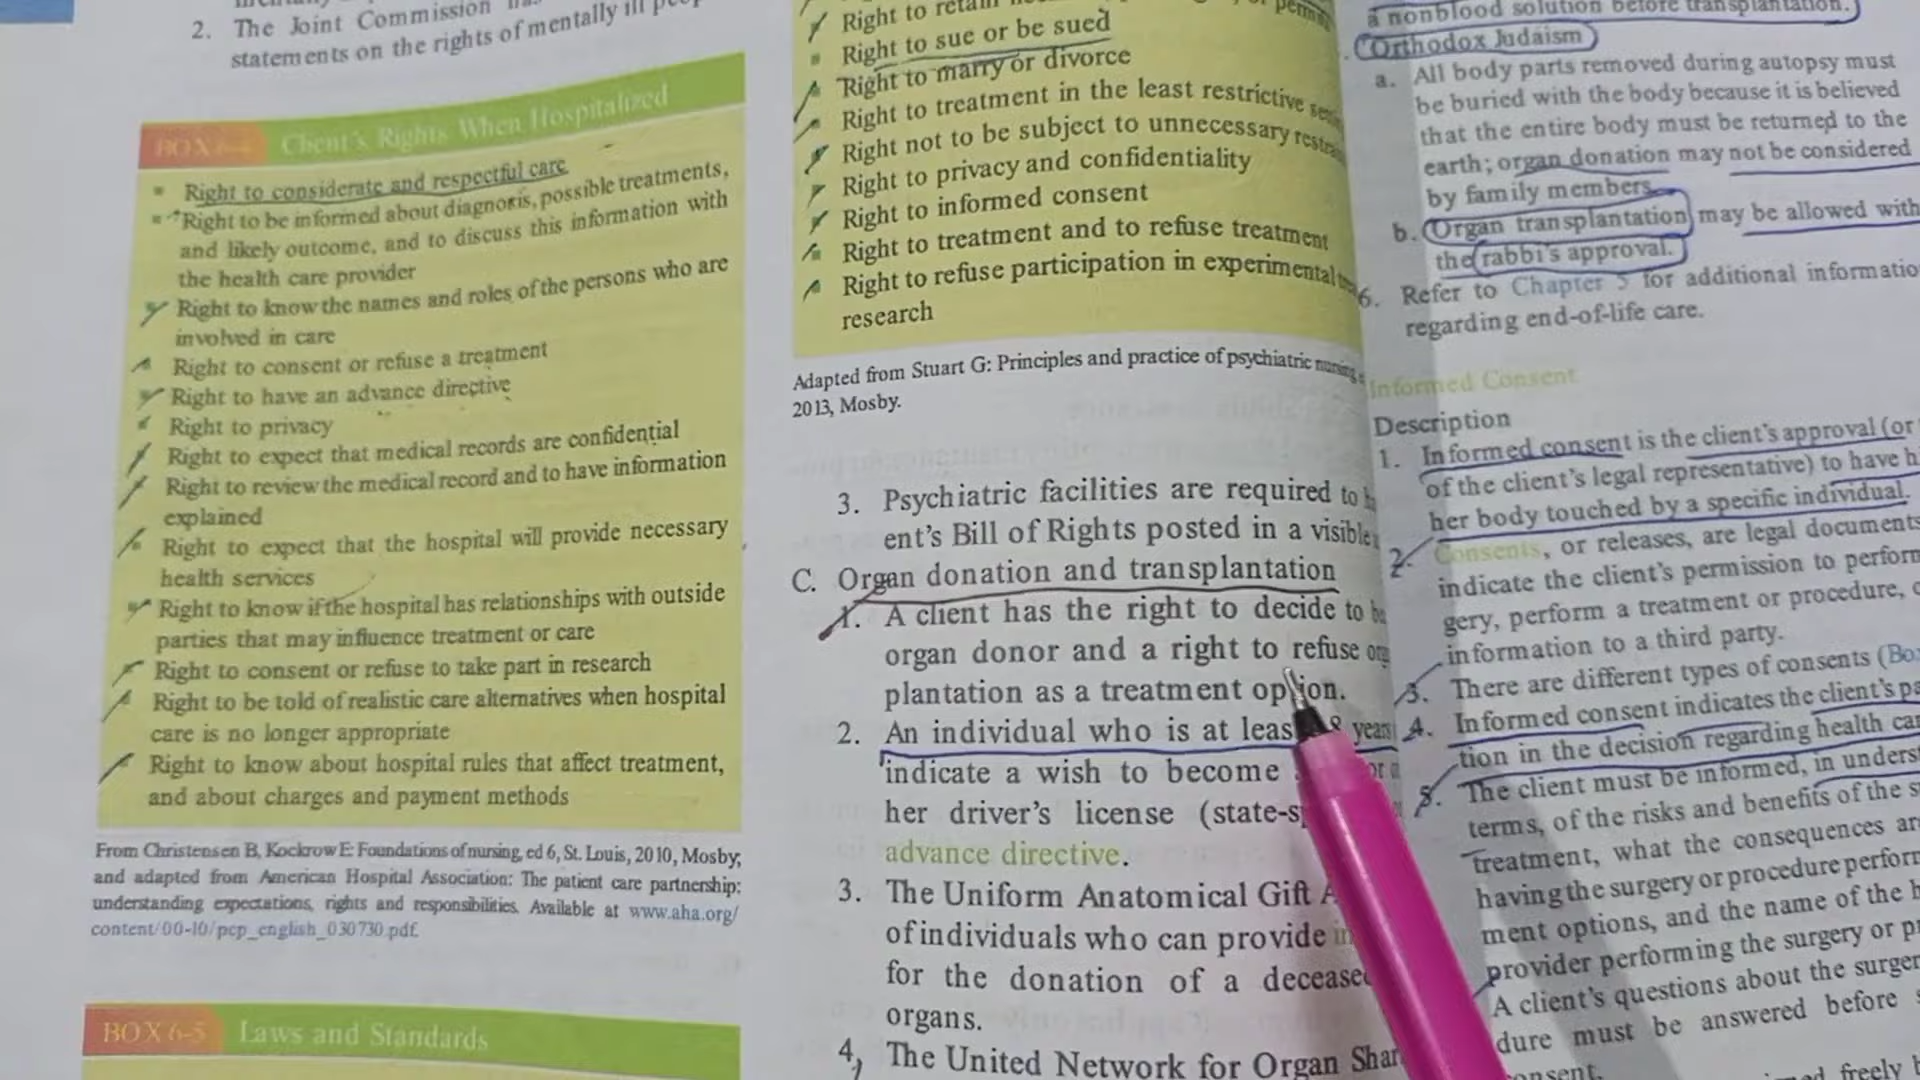 2. The Joint Commission
statements on the rights of mentally ill
BOX 6-4 Client's Rights When Hospitalized
Right to considerate and respectful care
Right to be informed about diagnosis, possible treatments,
and likely outcome, and to discuss this information with
the health care provider
Right to know the names and roles of the persons who are
involved in care
Right to consent or refuse a treatment
Right to have an advance directive
Right to privacy
Right to expect that medical records are confidential
Right to review the medical record and to have information
explained
Right to expect that the hospital will provide necessary
health services
Right to know if the hospital has relationships with outside
parties that may influence treatment or care
Right to consent or refuse to take part in research
Right to be told of realistic care alternatives when hospital
care is no longer appropriate
Right to know about hospital rules that affect treatment,
and about charges and payment methods
From Christensen B, Kockrow E: Foundations of nursing, ed 6, St. Louis, 2010, Mosby;
and adapted from American Hospital Association: The patient care partnership:
understanding expectations, rights and responsibilities. Available at www.aha.org/
content/00-10/pcp_english_030730.pdf.
BOX 6-5 Laws and Standards
Right to retain
Right to sue or be sued
Right to marry or divorce
Right to treatment in the least restrictive
Right not to be subject to unnecessary
Right to privacy and confidentiality
Right to informed consent
Right to treatment and to refuse treatment
Right to refuse participation in experimental
research
Adapted from Stuart G: Principles and practice of psychiatric nursing
2013, Mosby.
3. Psychiatric facilities are required to
ent's Bill of Rights posted in a visible
C. Organ donation and transplantation
1. A client has the right to decide to
organ donor and a right to refuse
plantation as a treatment option.
2. An individual who is at least years
indicate a wish to become
her driver's license
advance directive.
3. The Uniform Anatomical Gift
of individuals who can provide
for the donation of a
organs.
4. The United Network for Organ
a nonblood solution before transplantation.
Orthodox Judaism
a. All body parts removed during autopsy must
be buried with the body because it is believed
that the entire body must be returned to the
earth; organ donation may not be considered
by family members.
b. Organ transplantation may be allowed with
the rabbi's approval.
6. Refer to Chapter 5 for additional
regarding end-of-life care.
Informed Consent
Description
1. Informed consent is the client's approval (or
of the client's legal representative) to have
her body touched by a specific individual.
2. Consents, or releases, are legal documents
indicate the client's permission to perform
gery, perform a treatment or procedure,
information to a third party.
3. There are different types of consents
4. Informed consent indicates the client's
tion in the decision regarding health
5. The client must be informed, in
terms, of the risks and benefits of the
treatment, what the consequences
having the surgery or procedure
ment options, and the name of the
provider performing the surgery or
A client's questions about the
dure must be answered before
consent.
freely